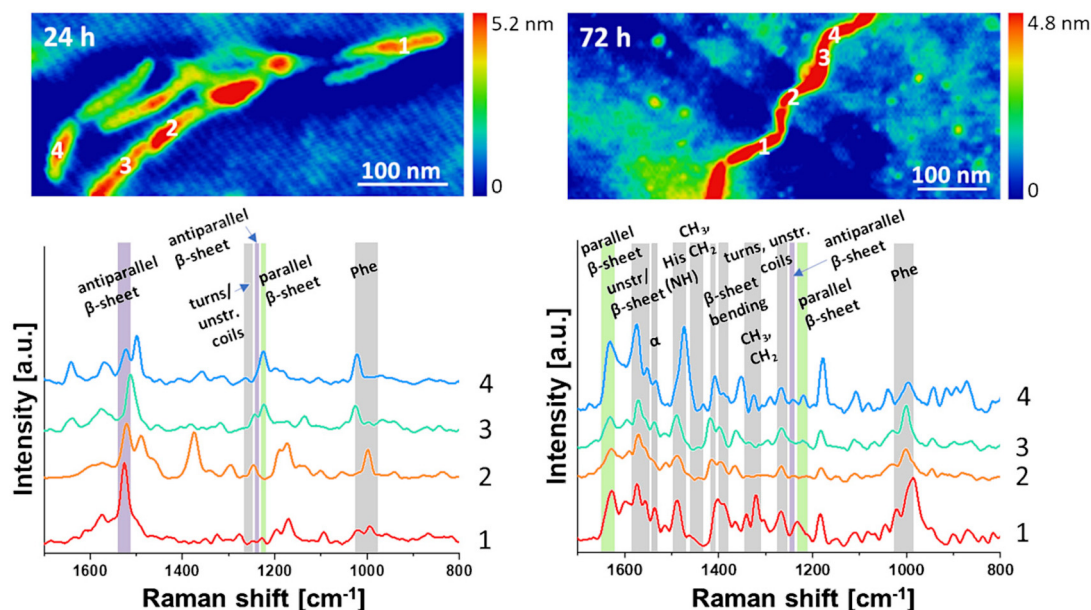 24 h
5.2 nm
1
2
3
4
100 nm
0
72 h
4.8 nm
4
3
2
1
100 nm
0
antiparallel
β-sheet
turns/
unstr.
coils
antiparallel
β-sheet
parallel
β-sheet
Phe
4
3
2
1
Intensity [a.u.]
1600
1400
1200
1000
800
Raman shift [cm-1]
parallel
β-sheet
unstr/
β-sheet
α
CH3,
His CH2
(NH)
β-sheet
bending
CH3,
CH2
turns, unstr.
coils
antiparallel
β-sheet
parallel
β-sheet
Phe
4
3
2
1
Intensity [a.u.]
1600
1400
1200
1000
800
Raman shift [cm-1]